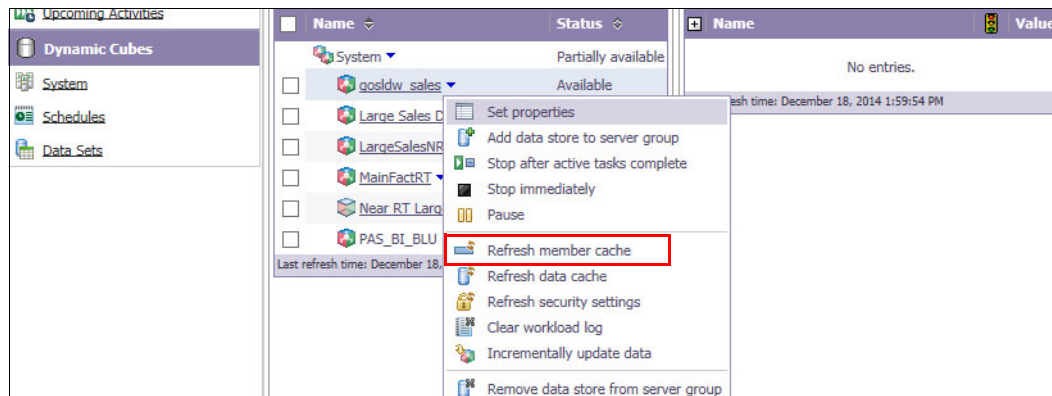 Upcoming Activities
Dynamic Cubes
System
Schedules
Data Sets
Name Status
System Partially available
gosldw_sales Available
Large Sales D
LargeSalesNR
MainFactRT
Near RT Larg
PAS_BI_BLU
Last refresh time: December 18,
Set properties
Add data store to server group
Stop after active tasks complete
Stop immediately
Pause
Refresh member cache
Refresh data cache
Refresh security settings
Clear workload log
Incrementally update data
Remove data store from server group
Name Value
No entries.
esh time: December 18, 2014 1:59:54 PM